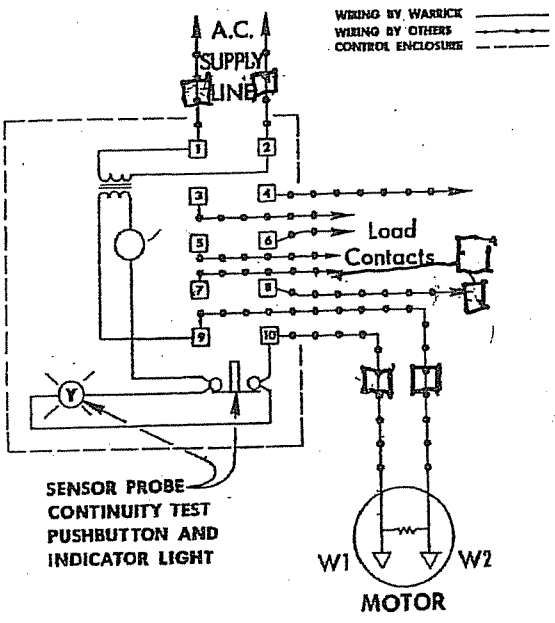 WIRING BY WARRICK
WIRING BY OTHERS
CONTROL ENCLOSURE
A.C.
SUPPLY
LINE
1
2
3
4
5
6
Load
Contacts
7
8
9
10
Y
SENSOR PROBE
CONTINUITY TEST
PUSHBUTTON AND
INDICATOR LIGHT
W1
W2
MOTOR